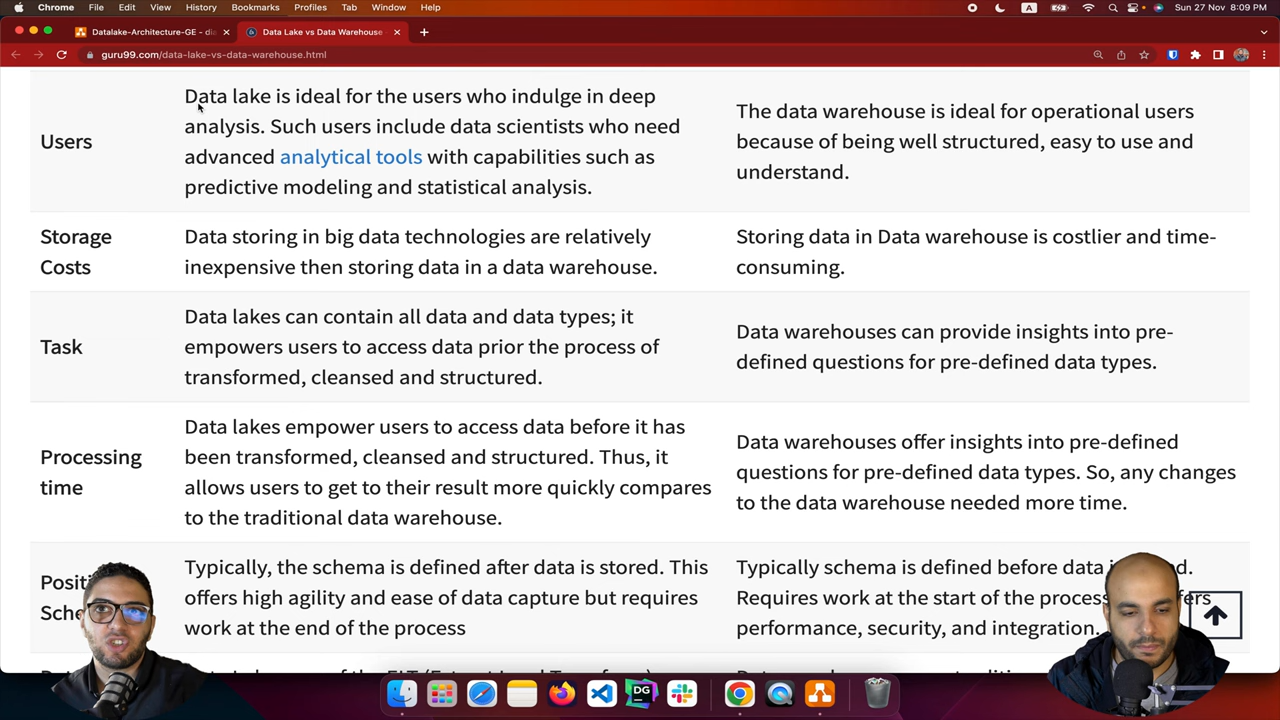 Chrome File Edit View History Bookmarks Profiles Tab Window Help
A
Sun 27 Nov 8:09 PM
Datalake-Architecture-GE - di
Data Lake vs Data Warehouse
guru99.com/data-lake-vs-data-warehouse.html
Users
Data lake is ideal for the users who indulge in deep
analysis. Such users include data scientists who need
advanced analytical tools with capabilities such as
predictive modeling and statistical analysis.
The data warehouse is ideal for operational users
because of being well structured, easy to use and
understand.
Storage
Costs
Data storing in big data technologies are relatively
inexpensive then storing data in a data warehouse.
Storing data in Data warehouse is costlier and time-
consuming.
Task
Data lakes can contain all data and data types; it
empowers users to access data prior the process of
transformed, cleansed and structured.
Data warehouses can provide insights into pre-
defined questions for pre-defined data types.
Processing
time
Data lakes empower users to access data before it has
been transformed, cleansed and structured. Thus, it
allows users to get to their result more quickly compares
to the traditional data warehouse.
Data warehouses offer insights into pre-defined
questions for pre-defined data types. So, any changes
to the data warehouse needed more time.
Typically, the schema is defined after data is stored. This
offers high agility and ease of data capture but requires
work at the end of the process
Typically schema is defined before data
Requires work at the start of the process
performance, security, and integration.
DG